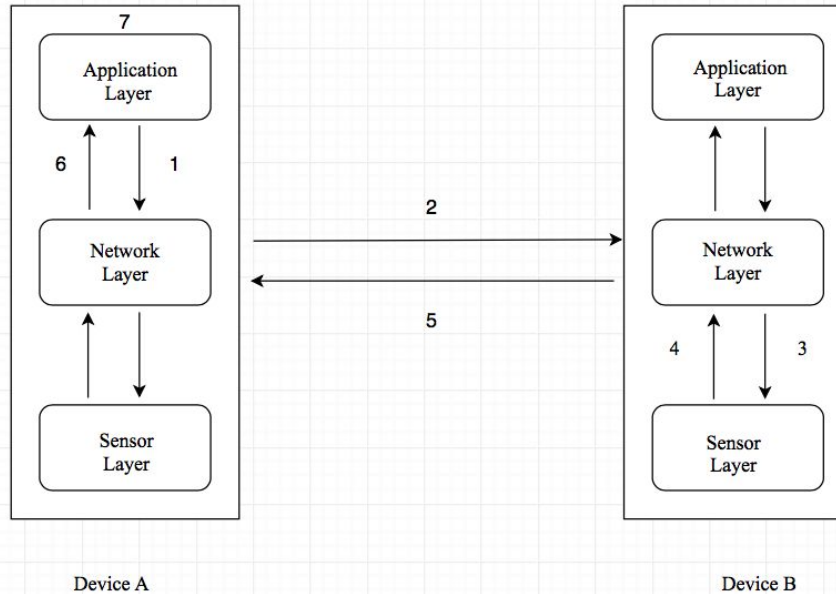 7
Application
Layer
Application
Layer
6
1
2
Network
Layer
Network
Layer
5
4
3
Sensor
Layer
Sensor
Layer
Device A
Device B